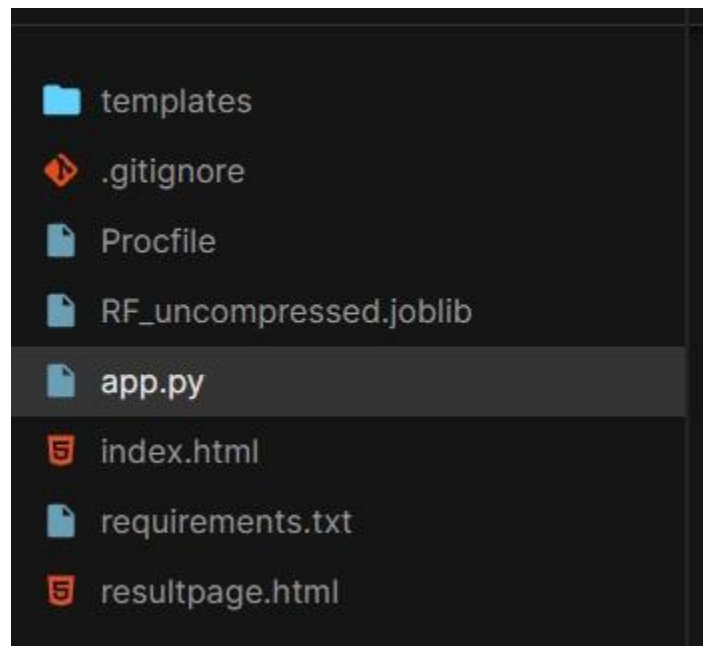 templates
.gitignore
Procfile
RF_uncompressed.joblib
app.py
index.html
requirements.txt
resultpage.html